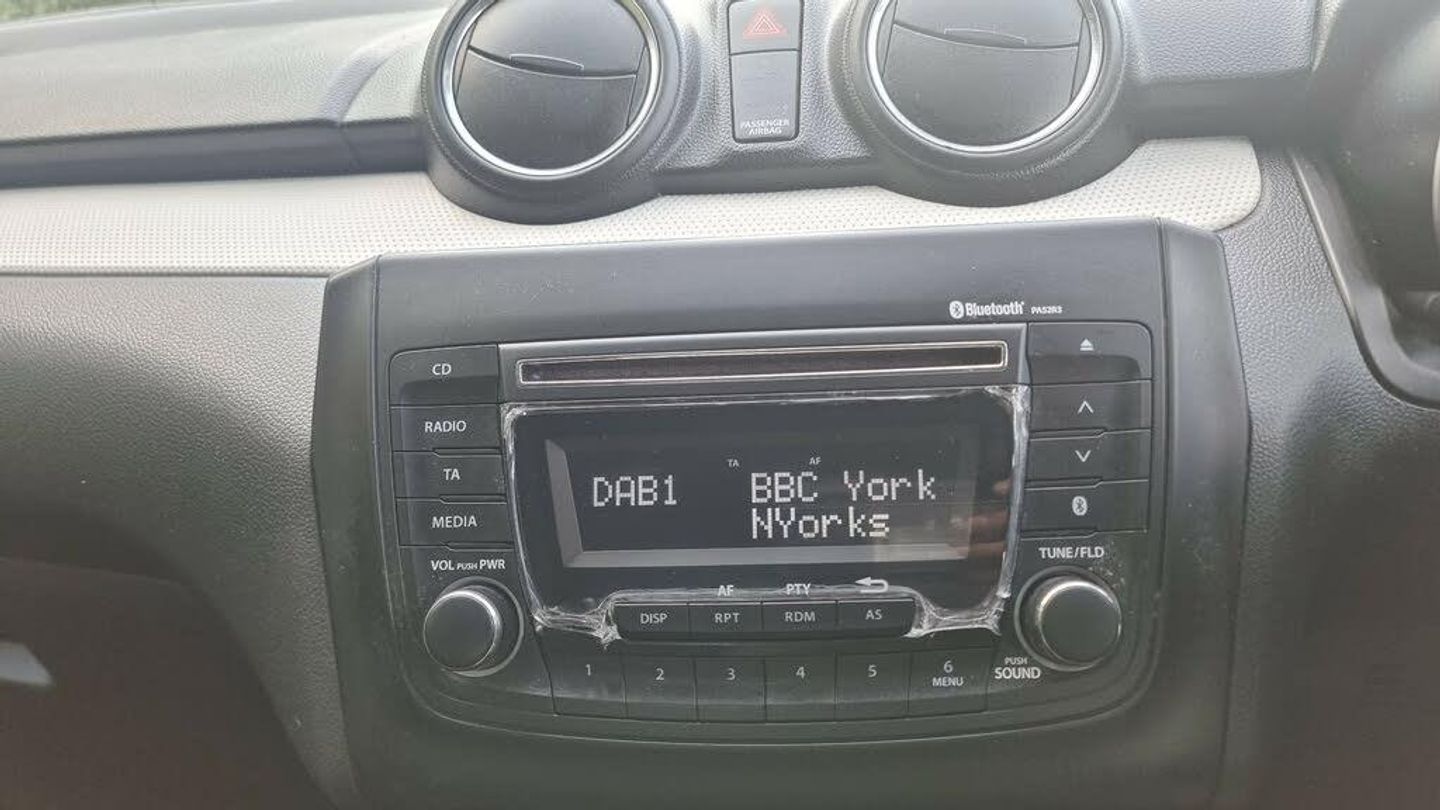 PASSENGER
AIRBAG
Bluetooth PA52R3
CD
RADIO
TA
MEDIA
VOL PUSH PWR
TA AF
DAB1 BBC York
NYorks
TUNE/FLD
AF PTY
DISP RPT RDM AS
1 2 3 4 5 6
MENU
PUSH
SOUND